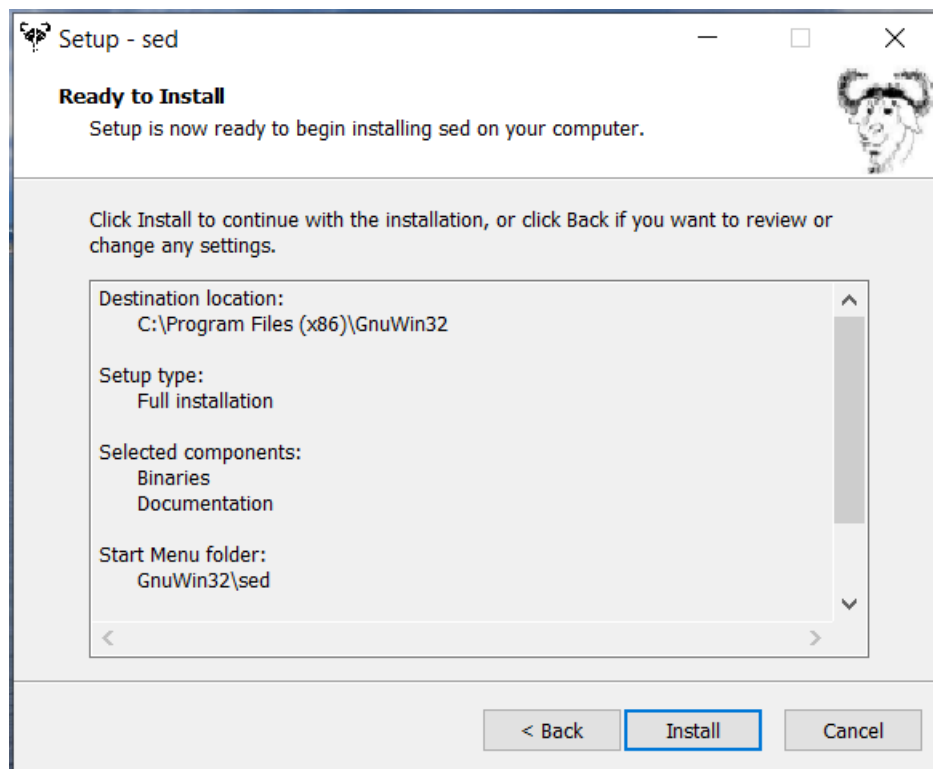 Setup - sed
Ready to Install
Setup is now ready to begin installing sed on your computer.
Click Install to continue with the installation, or click Back if you want to review or
change any settings.
Destination location:
C:\Program Files (x86)\GnuWin32
Setup type:
Full installation
Selected components:
Binaries
Documentation
Start Menu folder:
GnuWin32\sed
< Back
Install
Cancel